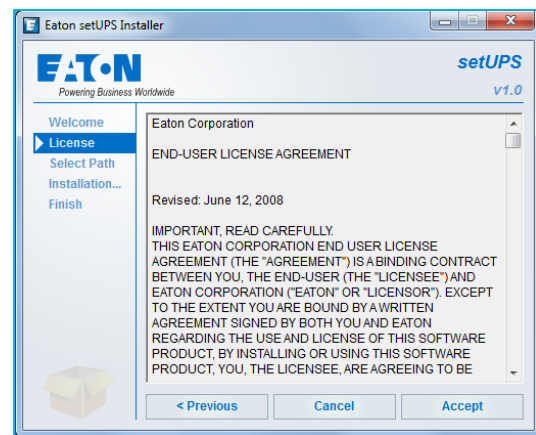 Eaton setUPS Installer
EATON
Powering Business Worldwide
setUPS
v1.0
Welcome
License
Select Path
Installation...
Finish
Eaton Corporation
END-USER LICENSE AGREEMENT
Revised: June 12, 2008
IMPORTANT, READ CAREFULLY.
THIS EATON CORPORATION END USER LICENSE
AGREEMENT (THE "AGREEMENT") IS A BINDING CONTRACT
BETWEEN YOU, THE END-USER (THE "LICENSEE") AND
EATON CORPORATION ("EATON" OR "LICENSOR"). EXCEPT
TO THE EXTENT YOU ARE BOUND BY A WRITTEN
AGREEMENT SIGNED BY BOTH YOU AND EATON
REGARDING THE USE AND LICENSE OF THIS SOFTWARE
PRODUCT, BY INSTALLING OR USING THIS SOFTWARE
PRODUCT, YOU, THE LICENSEE, ARE AGREEING TO BE
< Previous
Cancel
Accept